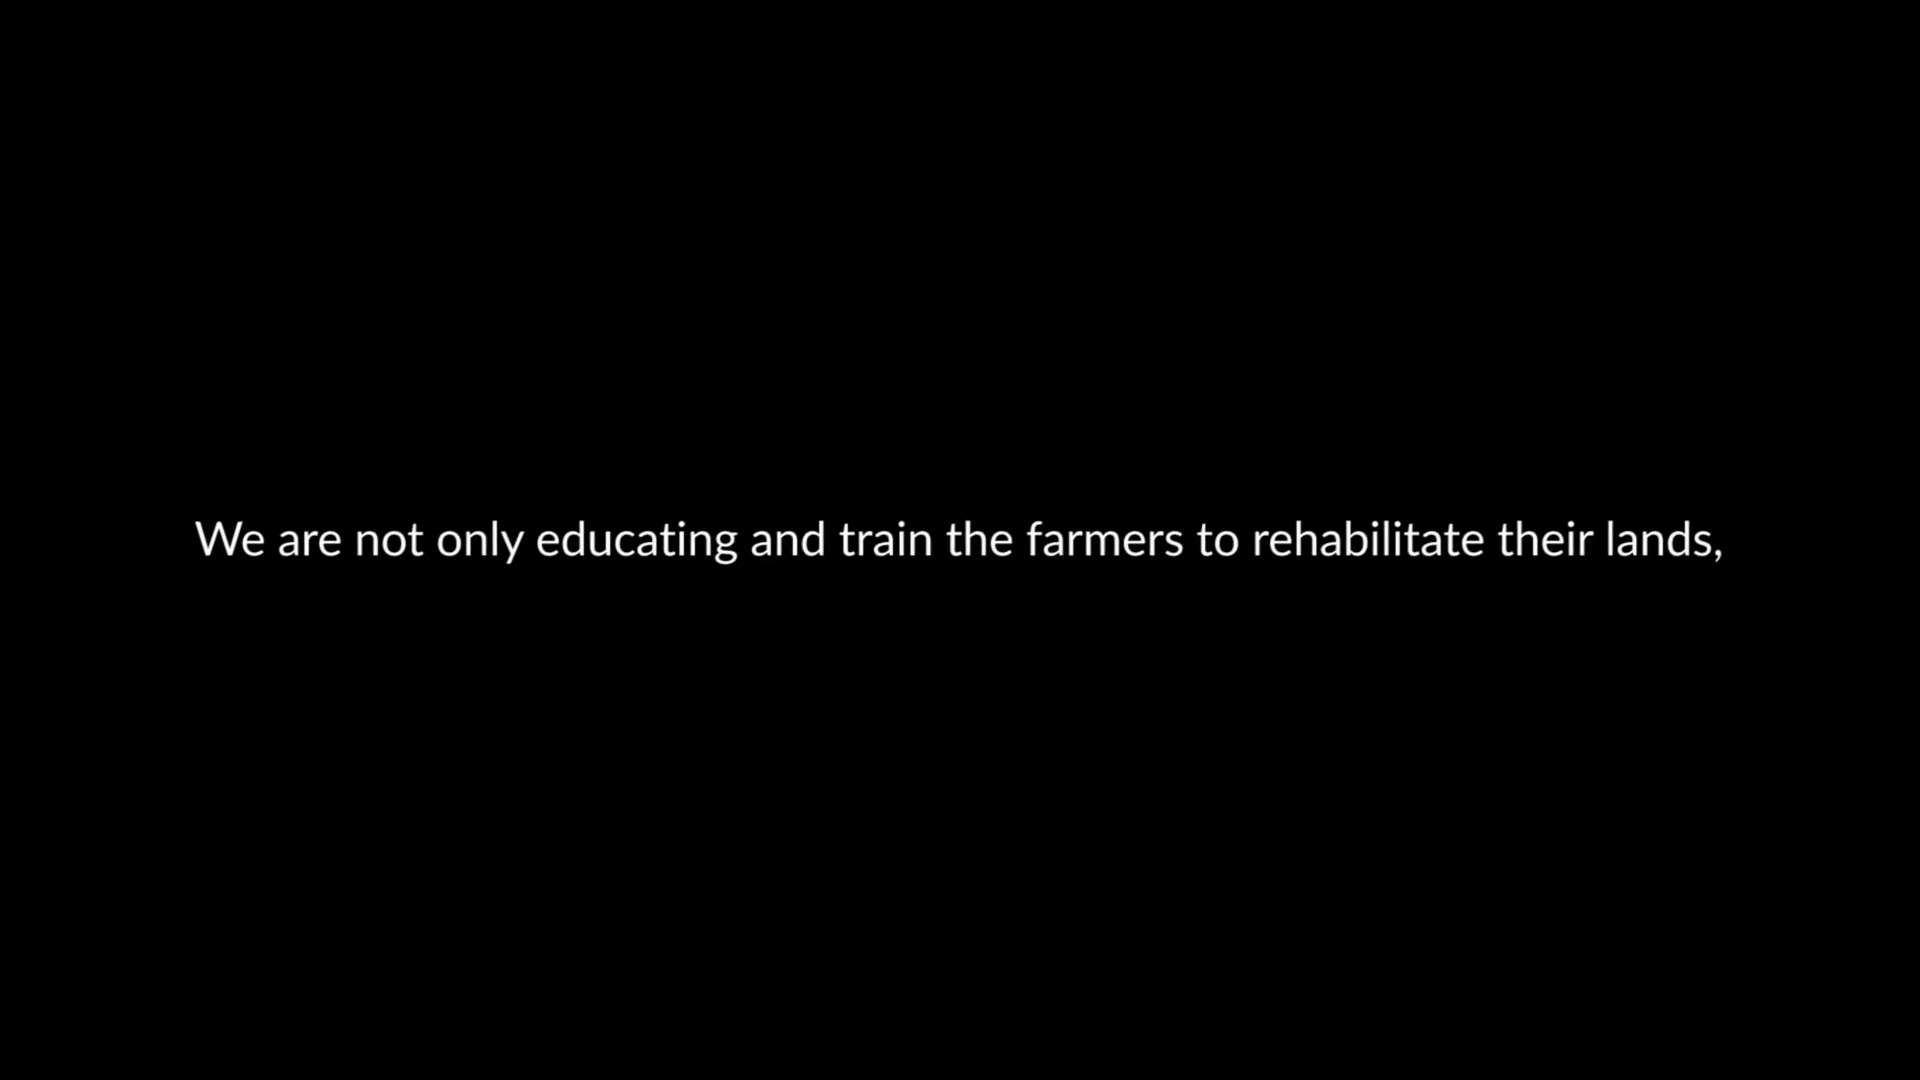 We are not only educating and train the farmers to rehabilitate their lands,